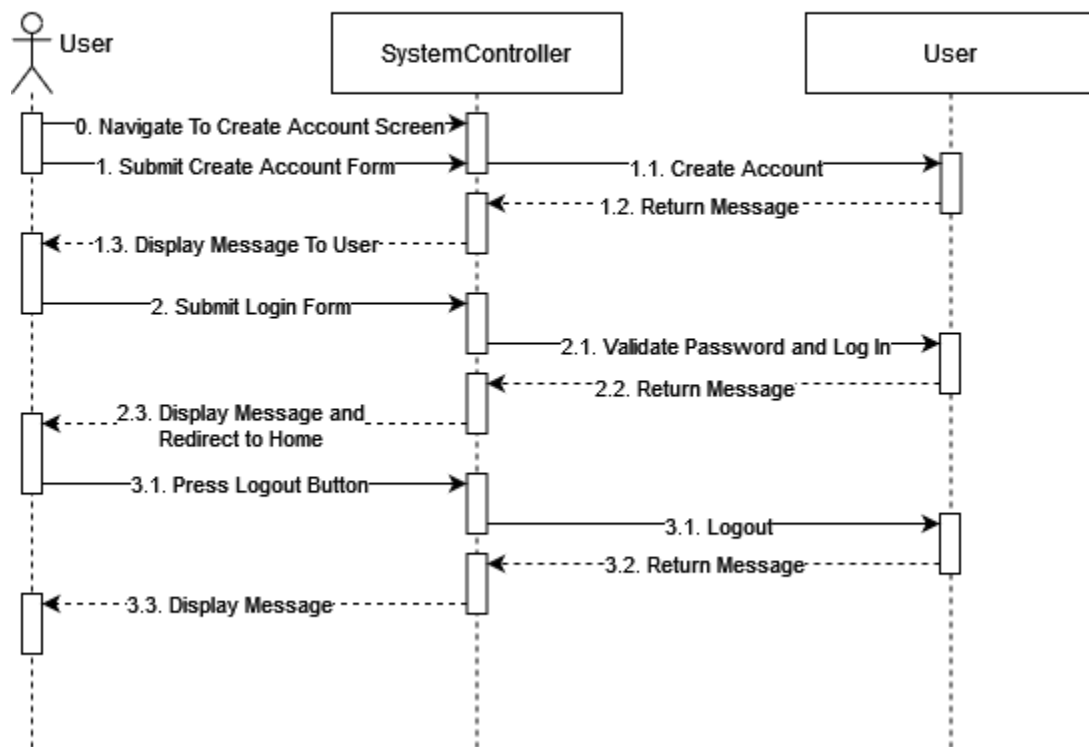 User
SystemController
User
0. Navigate To Create Account Screen
1. Submit Create Account Form
1.1. Create Account
1.2. Return Message
1.3. Display Message To User
2. Submit Login Form
2.1. Validate Password and Log In
2.2. Return Message
2.3. Display Message and
Redirect to Home
3.1. Press Logout Button
3.1. Logout
3.2. Return Message
3.3. Display Message